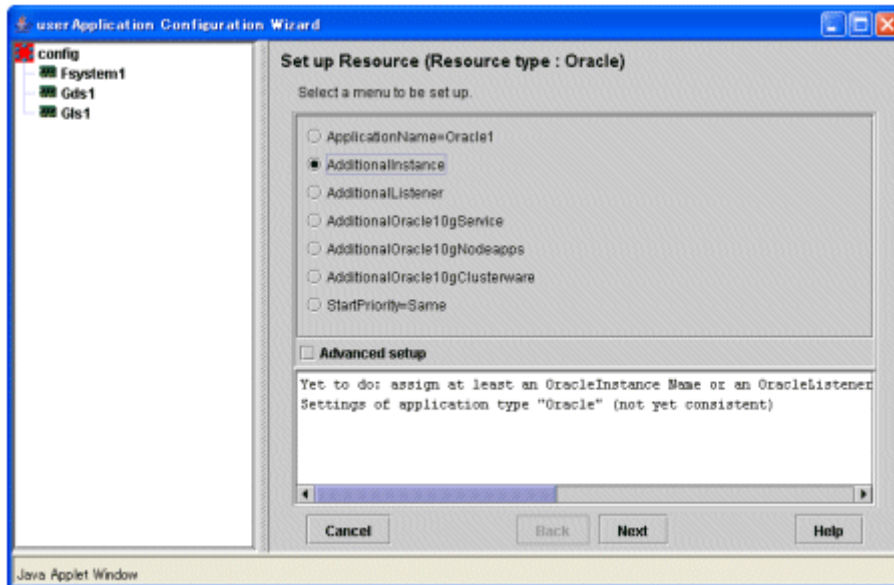 userApplication Configuration Wizard
config
Fsystem1
Gds1
Gls1
Set up Resource (Resource type : Oracle)
Select a menu to be set up.
ApplicationName=Oracle1
AdditionalInstance
AdditionalListener
AdditionalOracle10gService
AdditionalOracle10gNodeapps
AdditionalOracle10gClusterware
StartPriority=Same
Advanced setup
Yet to do: assign at least an OracleInstance Name or an OracleListener
Settings of application type "Oracle" (not yet consistent)
Cancel
Back
Next
Help
Java Applet Window